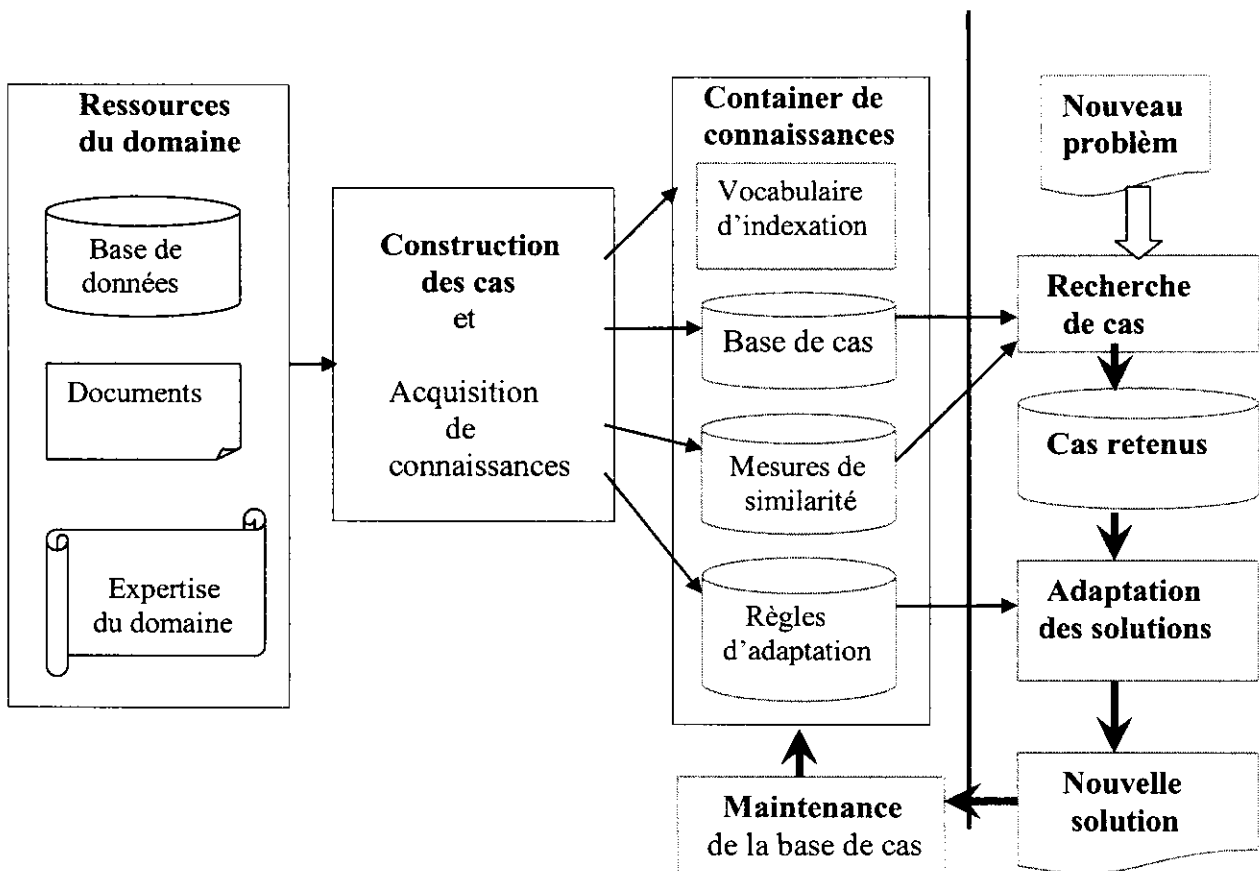 Ressources
du domaine
Base de
données
Documents
Expertise
du domaine
Construction
des cas
et
Acquisition
de
connaissances
Container de
connaissances
Vocabulaire
d'indexation
Base de cas
Mesures de
similarité
Règles
d'adaptation
Maintenance
de la base de cas
Nouveau
problèm
Recherche
de cas
Cas retenus
Adaptation
des solutions
Nouvelle
solution